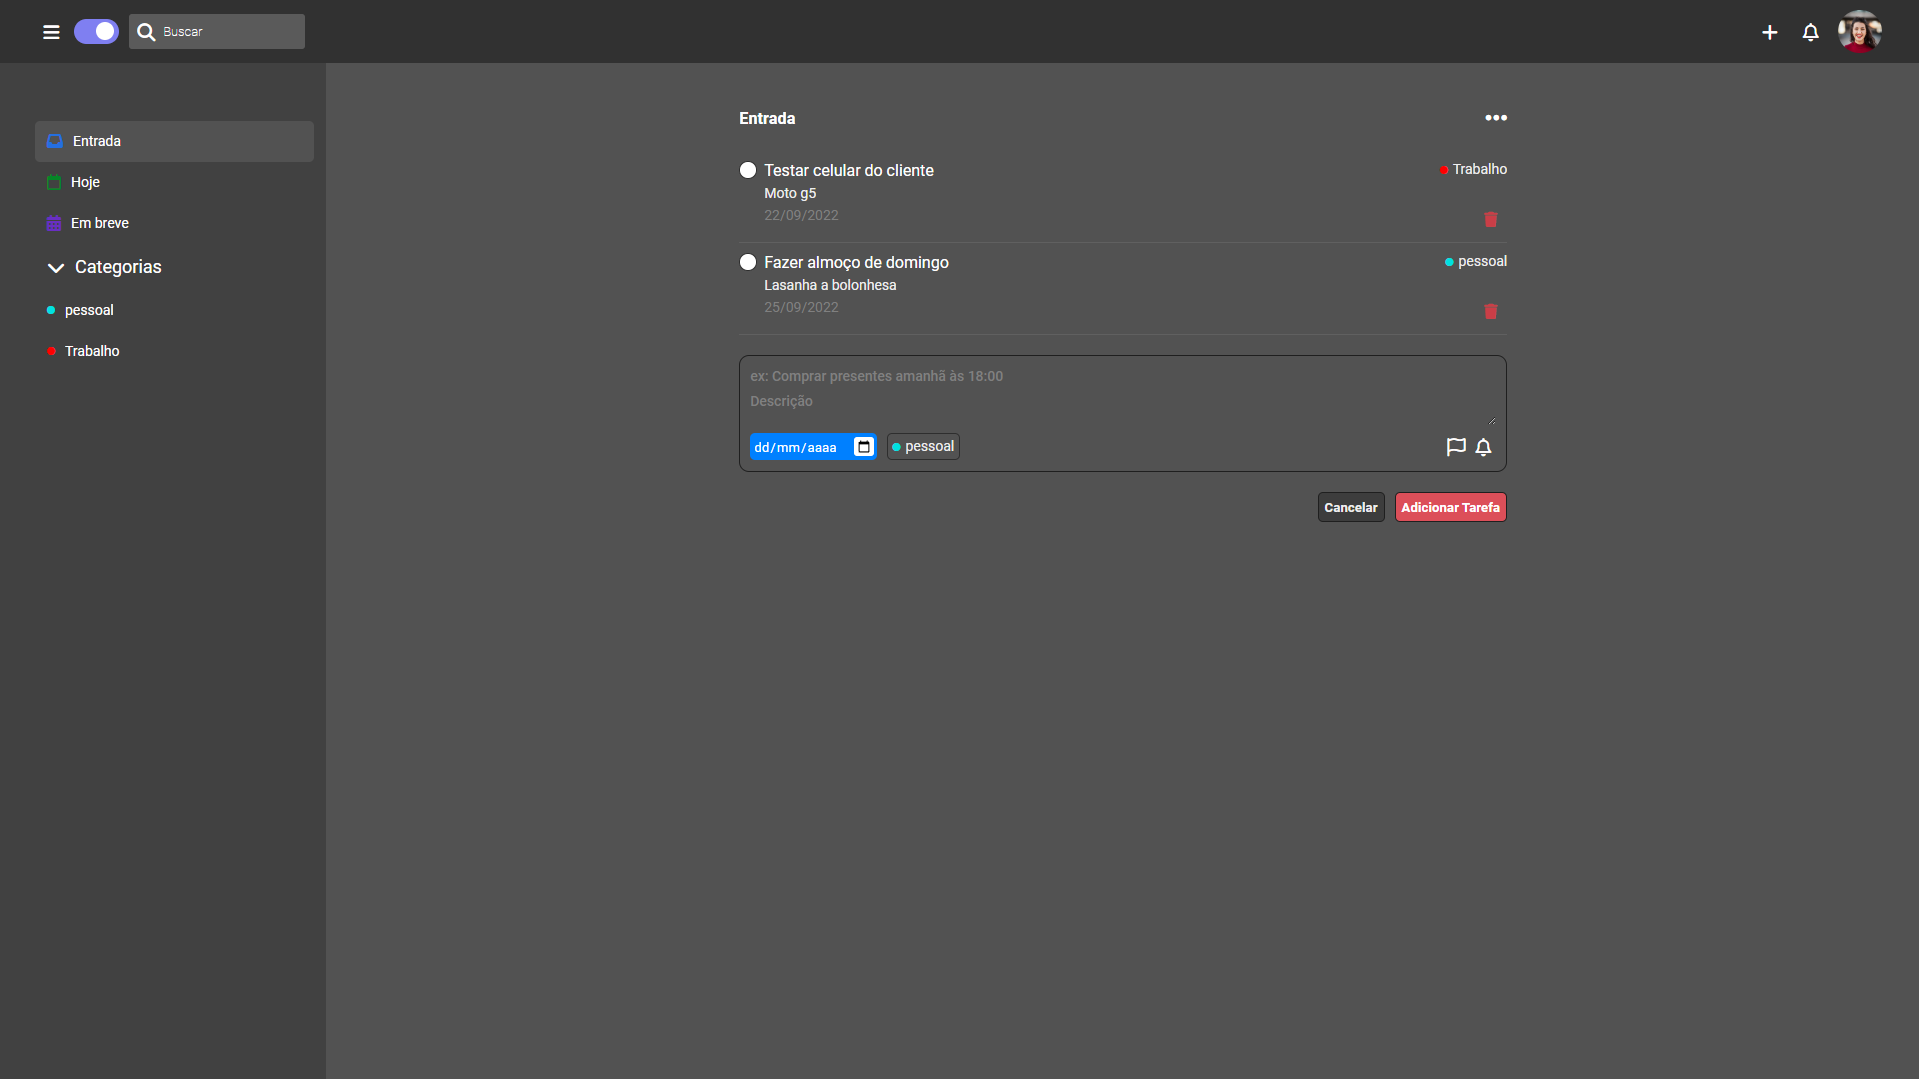 Buscar
Entrada
Hoje
Em breve
Categorias
pessoal
Trabalho
Entrada
Testar celular do cliente
Trabalho
Moto g5
22/09/2022
Fazer almoço de domingo
pessoal
Lasanha a bolonhesa
25/09/2022
ex: Comprar presentes amanhã às 18:00
Descrição
dd/mm/aaaa
pessoal
Cancelar
Adicionar Tarefa